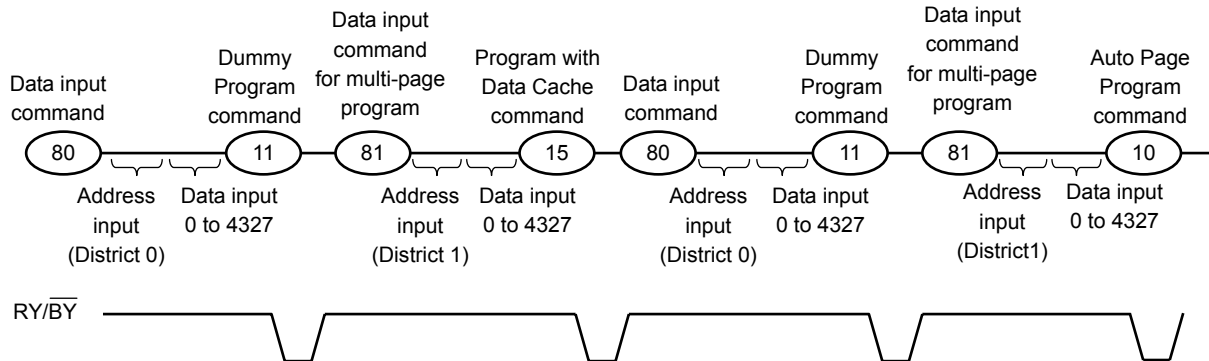 Data input
command
Dummy
Program
command
Data input
command
for multi-page
program
Program with
Data Cache
command
Data input
command
Dummy
Program
command
Data input
command
for multi-page
program
Auto Page
Program
command
80
11
81
15
80
11
81
10
Address
input
(District 0)
Data input
0 to 4327
Address
input
(District 1)
Data input
0 to 4327
Address
input
(District 0)
Data input
0 to 4327
Address
input
(District1)
Data input
0 to 4327
RY/B̅Y̅